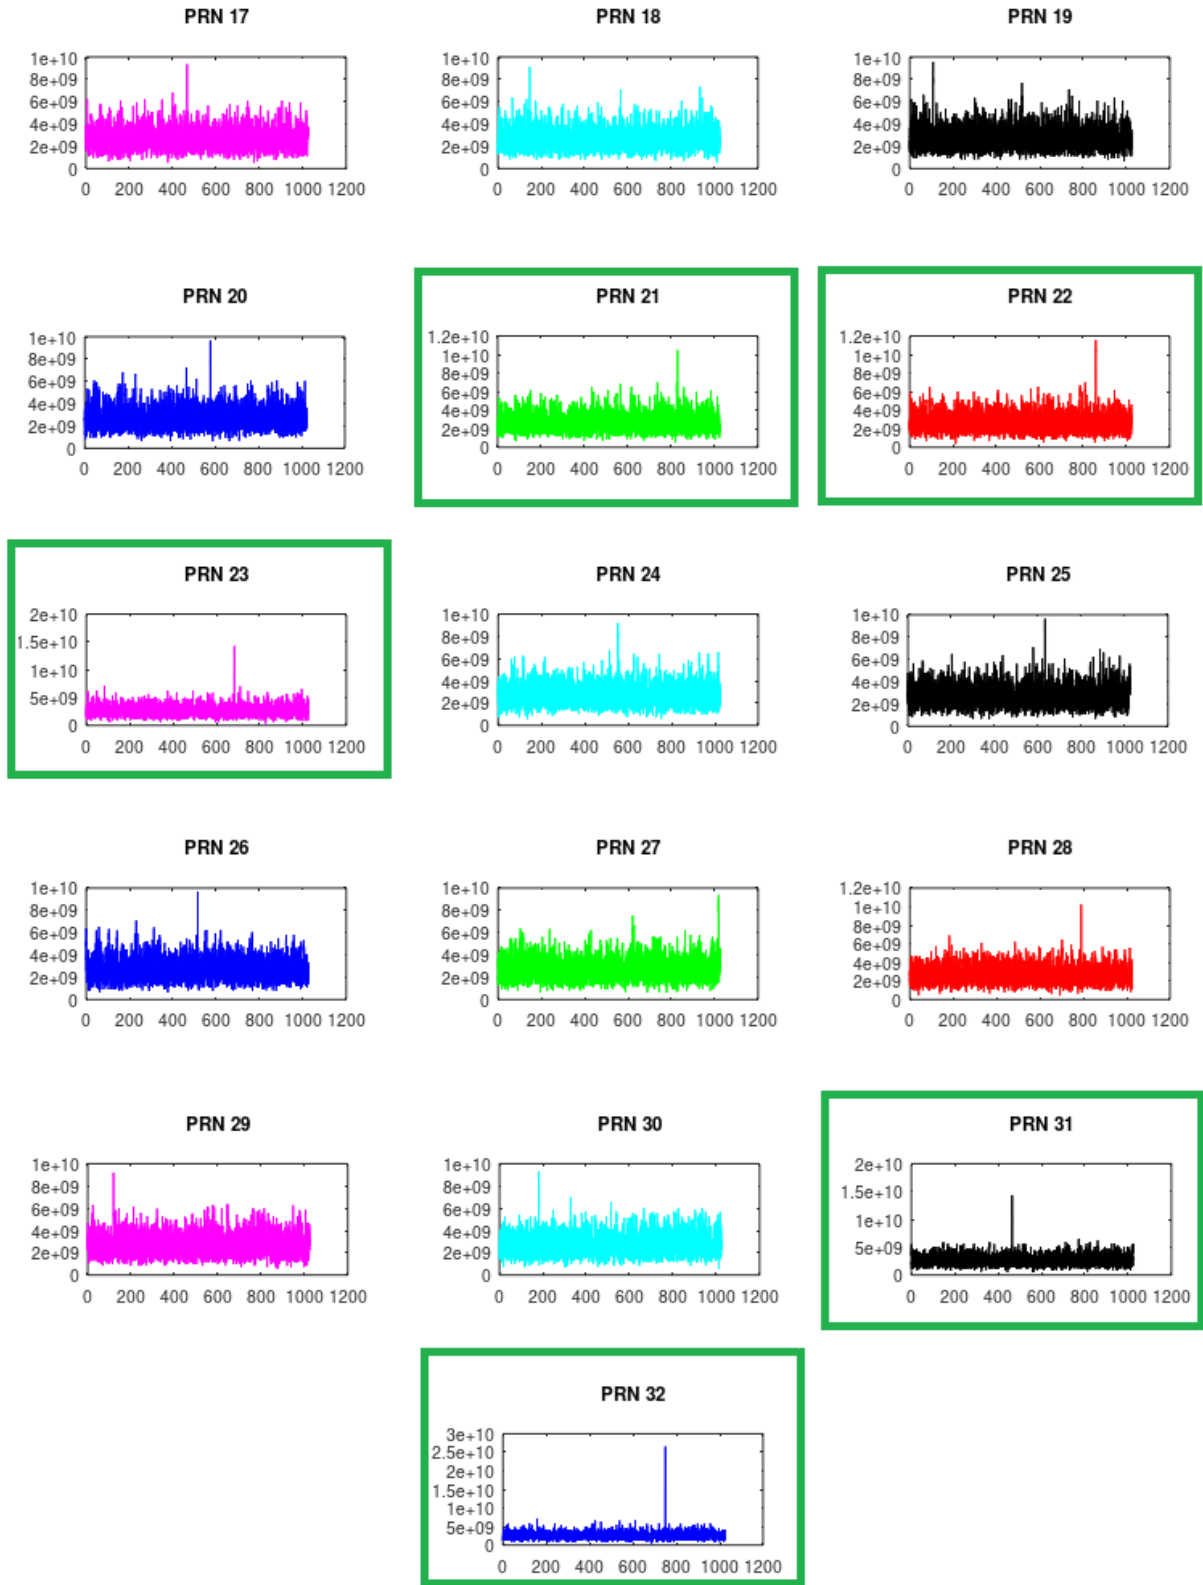 PRN 17 PRN 18 PRN 19
1e+10 1e+10 1e+10
8e+09 8e+09 8e+09
6e+09 6e+09 6e+09
4e+09 4e+09 4e+09
2e+09 2e+09 2e+09
0 0 0
0 200 400 600 800 1000 1200 0 200 400 600 800 1000 1200 0 200 400 600 800 1000 1200
PRN 20 PRN 21 PRN 22
1e+10 1.2e+10 1.2e+10
8e+09 1e+10 1e+10
6e+09 8e+09 8e+09
4e+09 6e+09 6e+09
2e+09 4e+09 4e+09
0 2e+09 2e+09
0 0
0 200 400 600 800 1000 1200 0 200 400 600 800 1000 1200 0 200 400 600 800 1000 1200
PRN 23 PRN 24 PRN 25
2e+10 1e+10 1e+10
1.5e+10 8e+09 8e+09
1e+10 6e+09 6e+09
5e+09 4e+09 4e+09
0 2e+09 2e+09
0 0
0 200 400 600 800 1000 1200 0 200 400 600 800 1000 1200 0 200 400 600 800 1000 1200
PRN 26 PRN 27 PRN 28
1e+10 1e+10 1.2e+10
8e+09 8e+09 1e+10
6e+09 6e+09 8e+09
4e+09 4e+09 6e+09
2e+09 2e+09 4e+09
0 0 2e+09
0
0 200 400 600 800 1000 1200 0 200 400 600 800 1000 1200 0 200 400 600 800 1000 1200
PRN 29 PRN 30 PRN 31
1e+10 1e+10 2e+10
8e+09 8e+09 1.5e+10
6e+09 6e+09 1e+10
4e+09 4e+09 5e+09
2e+09 2e+09 0
0 0
0 200 400 600 800 1000 1200 0 200 400 600 800 1000 1200 0 200 400 600 800 1000 1200
PRN 32
3e+10
2.5e+10
2e+10
1.5e+10
1e+10
5e+09
0
0 200 400 600 800 1000 1200